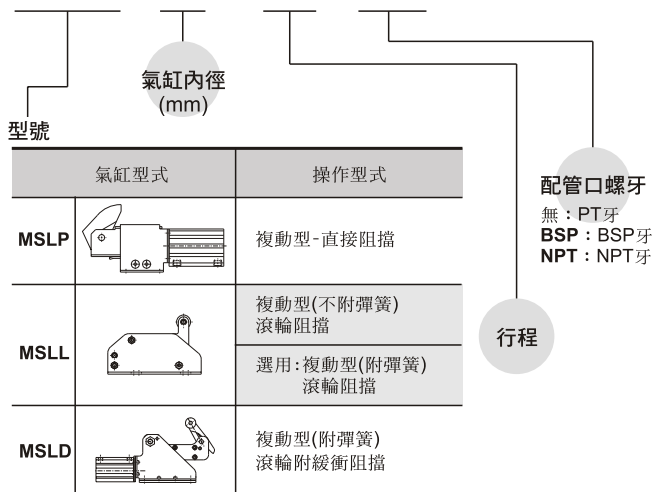 氣缸內徑
(mm)
型號
氣缸型式 操作型式
MSLP 複動型-直接阻擋
MSLL 複動型(不附彈簧)
滾輪阻擋
選用:複動型(附彈簧)
滾輪阻擋
MSLD 複動型(附彈簧)
滾輪附緩衝阻擋
行程
配管口螺牙
無:PT牙
BSP:BSP牙
NPT:NPT牙